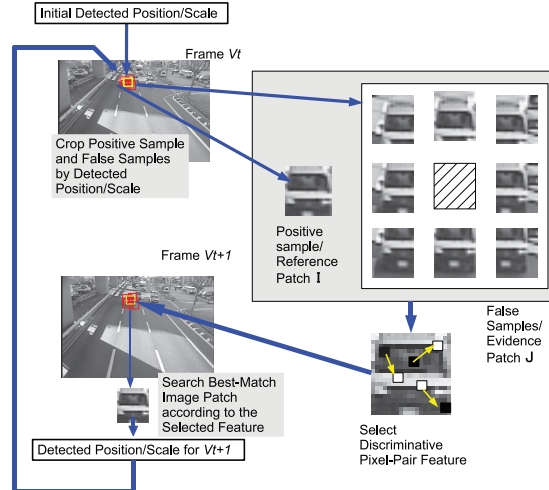 Initial Detected Position/Scale
Frame Vt
Crop Positive Sample
and False Samples
by Detected
Position/Scale
Positive
sample/
Reference
Patch I
Frame Vt+1
False
Samples/
Evidence
Patch J
Search Best-Match
Image Patch
according to the
Selected Feature
Select
Discriminative
Pixel-Pair Feature
Detected Position/Scale for Vt+1